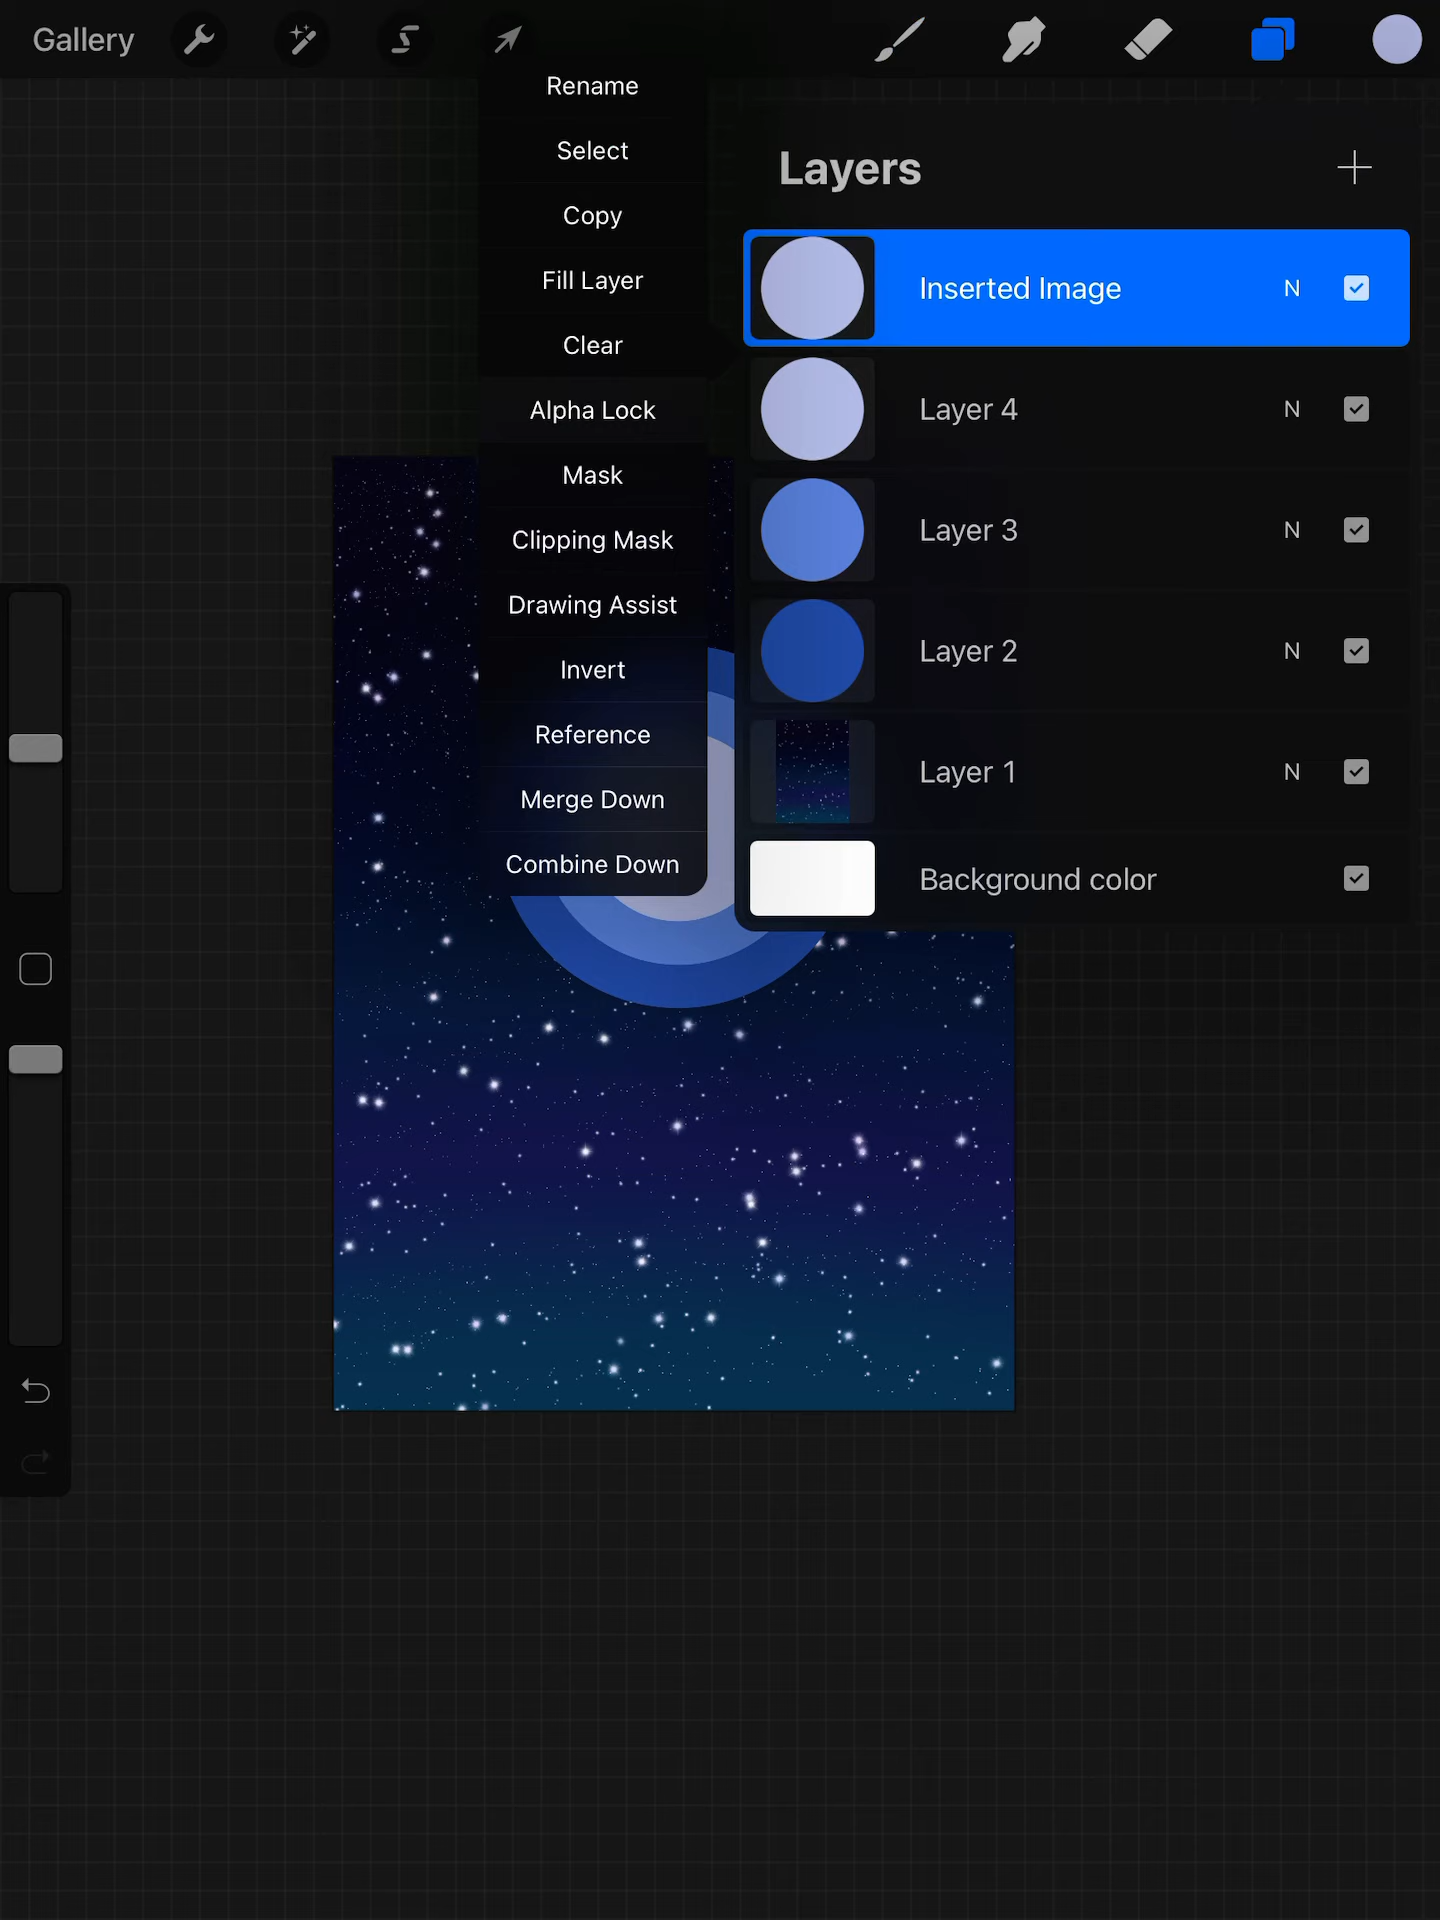 Gallery
Rename
Select
Copy
Fill Layer
Clear
Alpha Lock
Mask
Clipping Mask
Drawing Assist
Invert
Reference
Merge Down
Combine Down
Layers
Inserted Image N
Layer 4 N
Layer 3 N
Layer 2 N
Layer 1 N
Background color